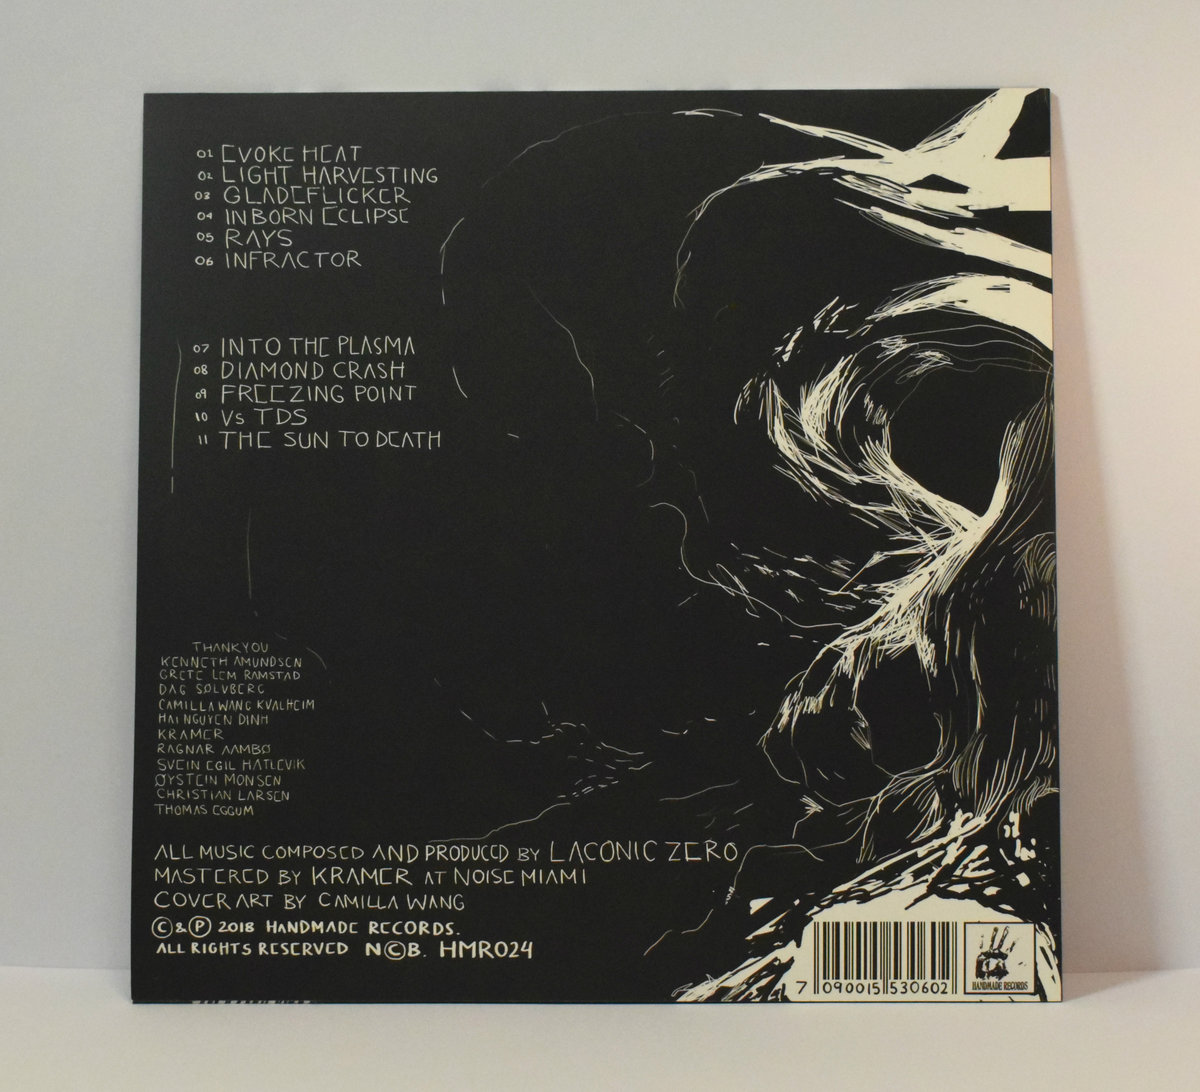 01 EVOKE HEAT
02 LIGHT HARVESTING
03 GLADEFLICKER
04 INBORN ECLIPSE
05 RAYS
06 INFRACTOR
07 INTO THE PLASMA
08 DIAMOND CRASH
09 FREEZING POINT
10 Vs TDS
11 THE SUN TO DEATH
THANK YOU
KENNETH AMUNDSEN
GRETE LEM RAMSTAD
DAG SØLVBERG
CAMILLA WANG KVALHEIM
HAI NGUYEN DINH
KRAMER
RAGNAR AAMBØ
SVEIN EGIL HATLEVIK
ØYSTEIN MONSEN
CHRISTIAN LARSEN
THOMAS EGGUM
ALL MUSIC COMPOSED AND PRODUCED BY LACONIC ZERO
MASTERED BY KRAMER AT NOISE MIAMI
COVER ART BY CAMILLA WANG
©&℗ 2018 HANDMADE RECORDS.
ALL RIGHTS RESERVED N©B. HMR024
7 090015 530602
HANDMADE RECORDS